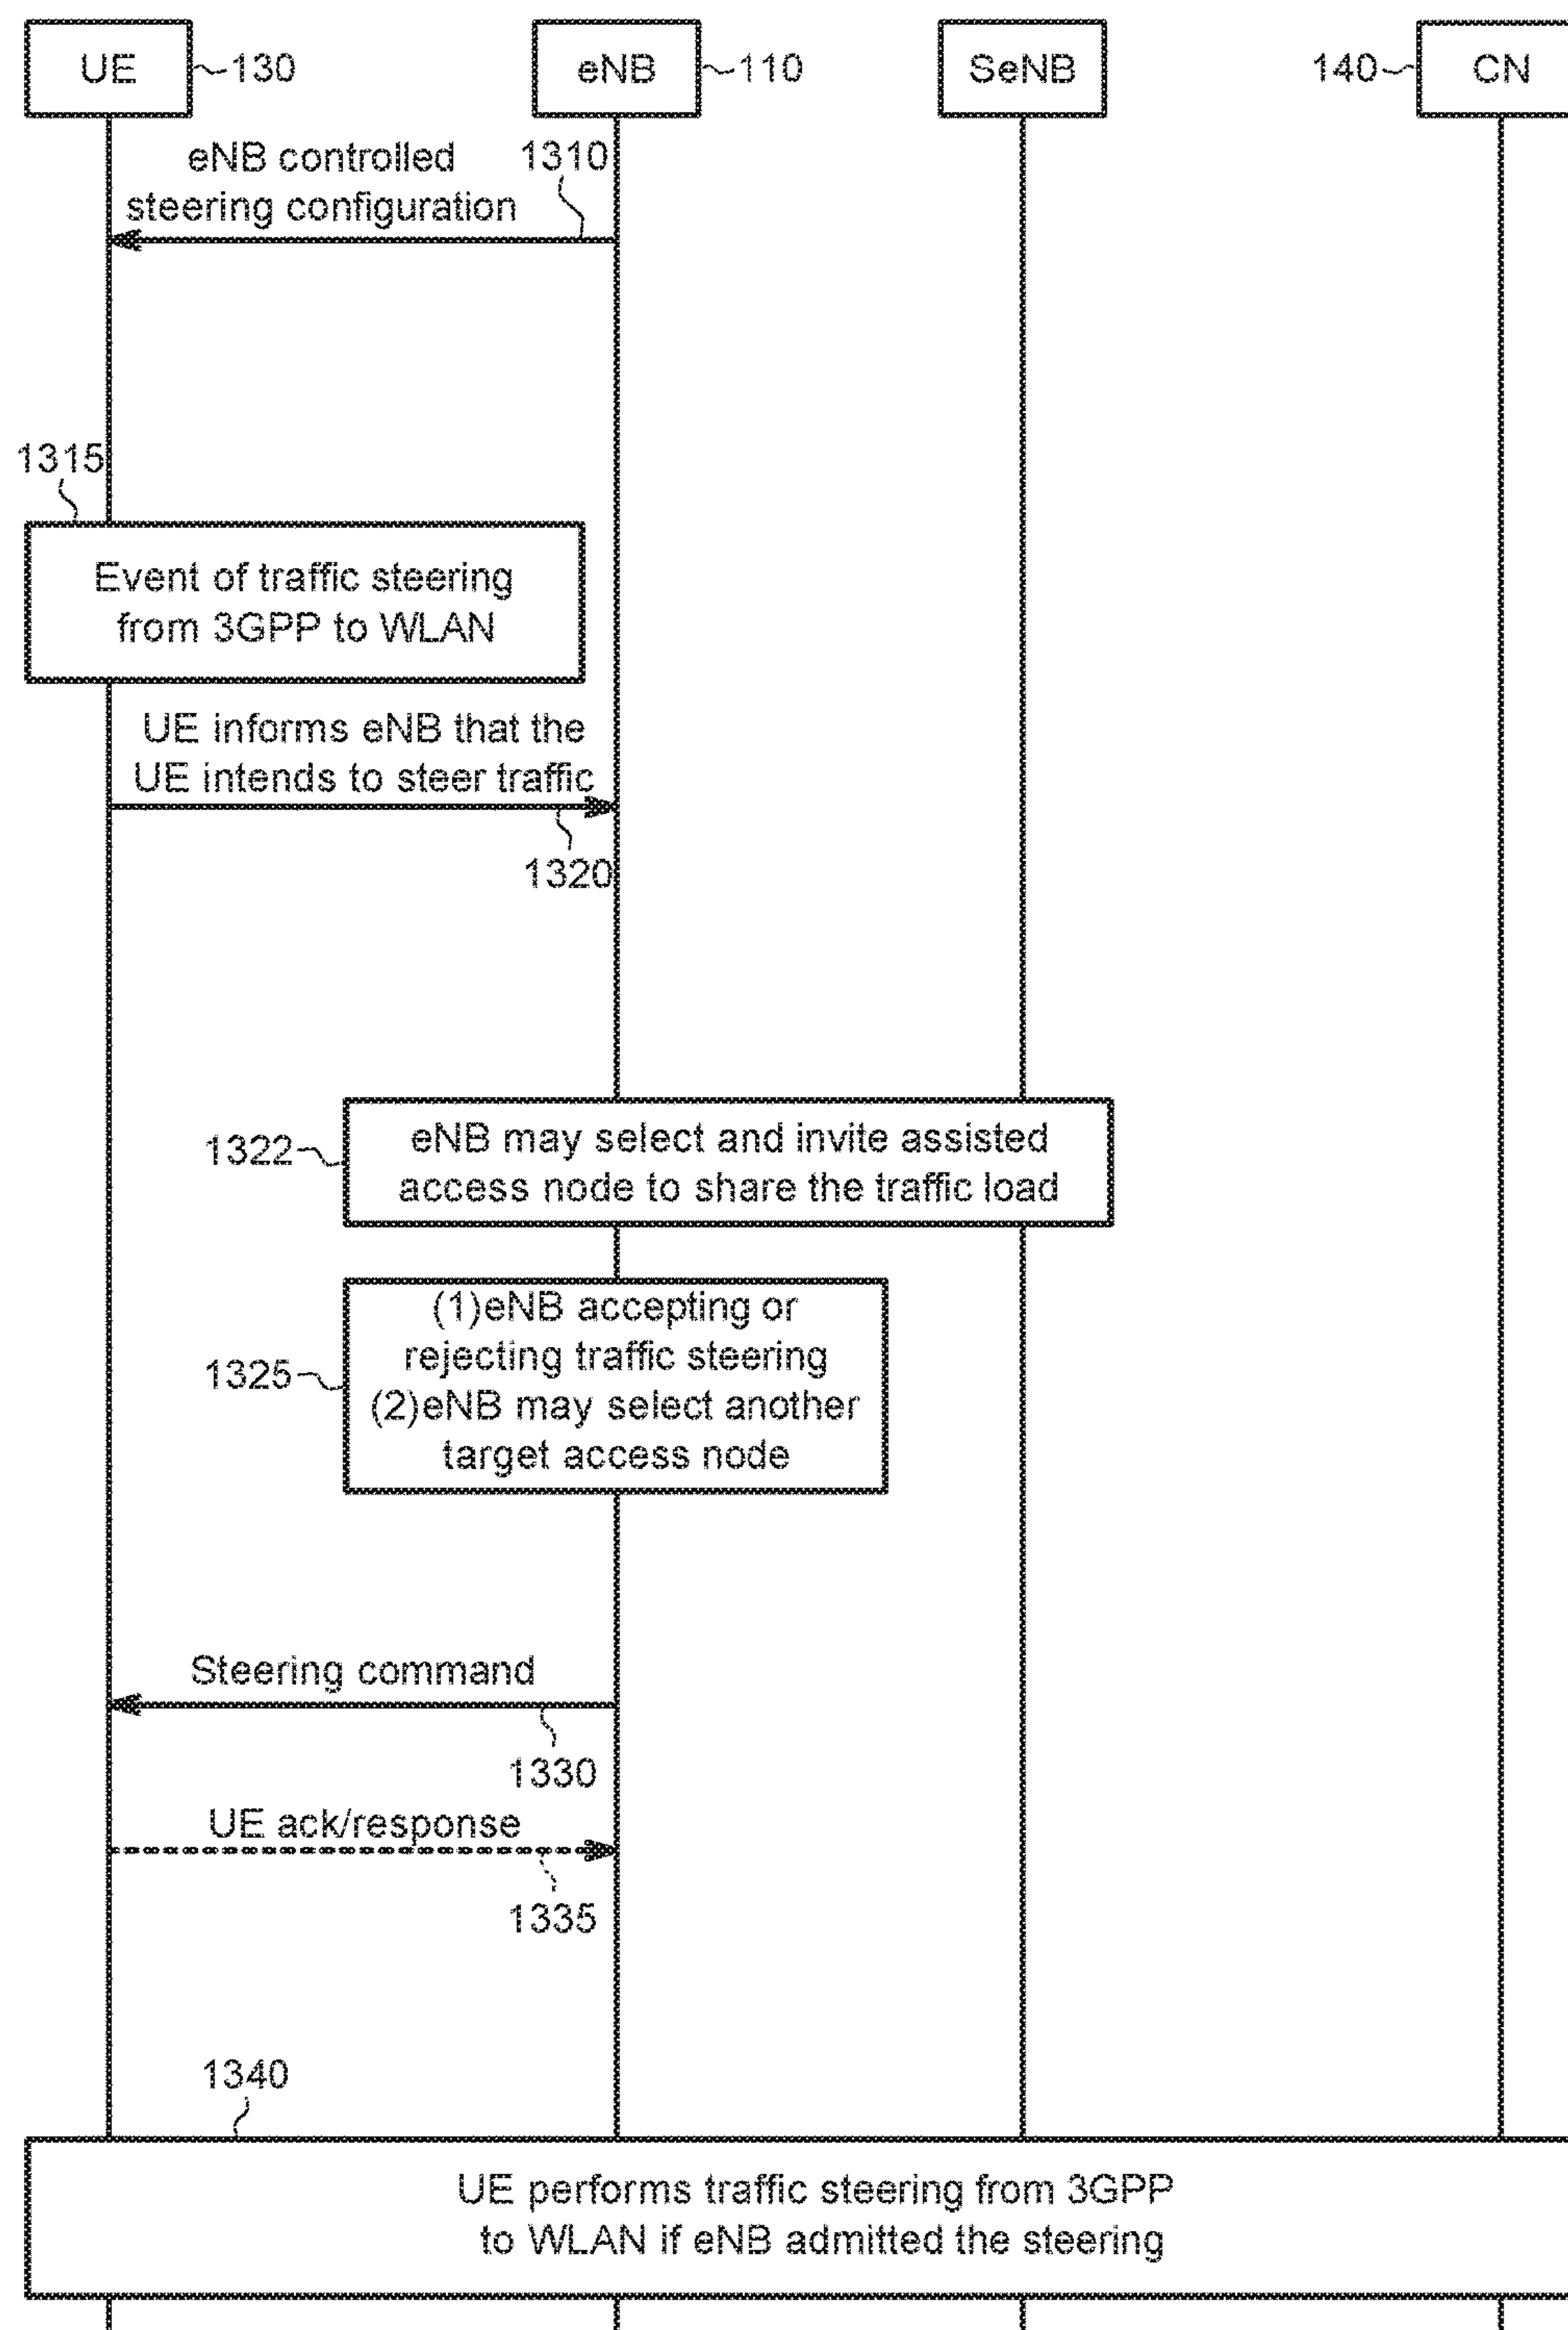 UE
130
eNB
110
SeNB
140
CN
eNB controlled
steering configuration
1310
1315
Event of traffic steering
from 3GPP to WLAN
UE informs eNB that the
UE intends to steer traffic
1320
1322
eNB may select and invite assisted
access node to share the traffic load
1325
(1)eNB accepting or
rejecting traffic steering
(2)eNB may select another
target access node
Steering command
1330
UE ack/response
1335
1340
UE performs traffic steering from 3GPP
to WLAN if eNB admitted the steering